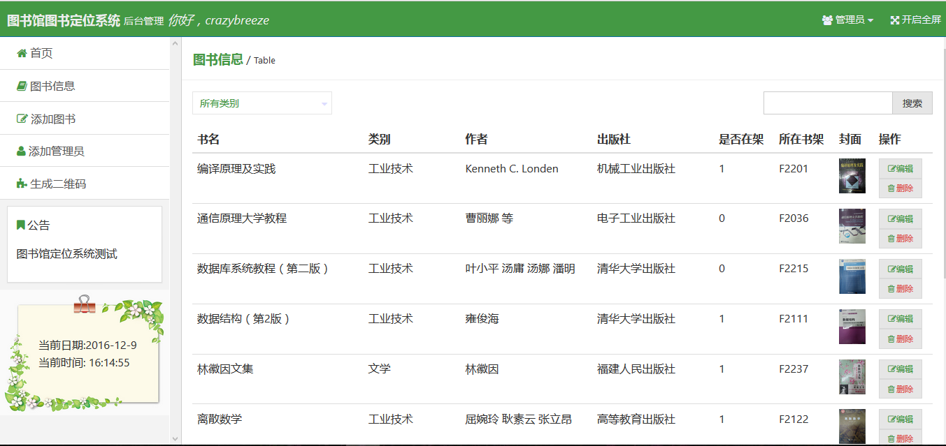 图书馆图书定位系统 后台管理 你好，crazybreeze 管理员 开启全屏
首页
图书信息
添加图书
添加管理员
生成二维码
公告
图书馆定位系统测试
当前日期:2016-12-9
当前时间: 16:14:55
图书信息 / Table
所有类别 搜索
书名 类别 作者 出版社 是否在架 所在书架 封面 操作
编译原理及实践 工业技术 Kenneth C. Londen 机械工业出版社 1 F2201 编辑
删除
通信原理大学教程 工业技术 曹丽娜 等 电子工业出版社 0 F2036 编辑
删除
数据库系统教程（第二版） 工业技术 叶小平 汤庸 汤娜 潘明 清华大学出版社 0 F2215 编辑
删除
数据结构（第2版） 工业技术 雍俊海 清华大学出版社 1 F2111 编辑
删除
林徽因文集 文学 林徽因 福建人民出版社 1 F2237 编辑
删除
离散数学 工业技术 屈婉玲 耿素云 张立昂 高等教育出版社 1 F2122 编辑
删除